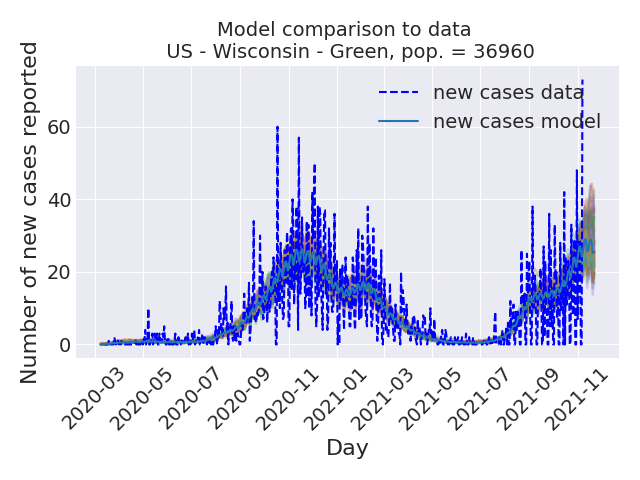 Model comparison to data
US - Wisconsin - Green, pop. = 36960
new cases data
new cases model
Number of new cases reported
60
40
20
0
2020-03
2020-05
2020-07
2020-09
2020-11
2021-01
2021-03
2021-05
2021-07
2021-09
2021-11
Day